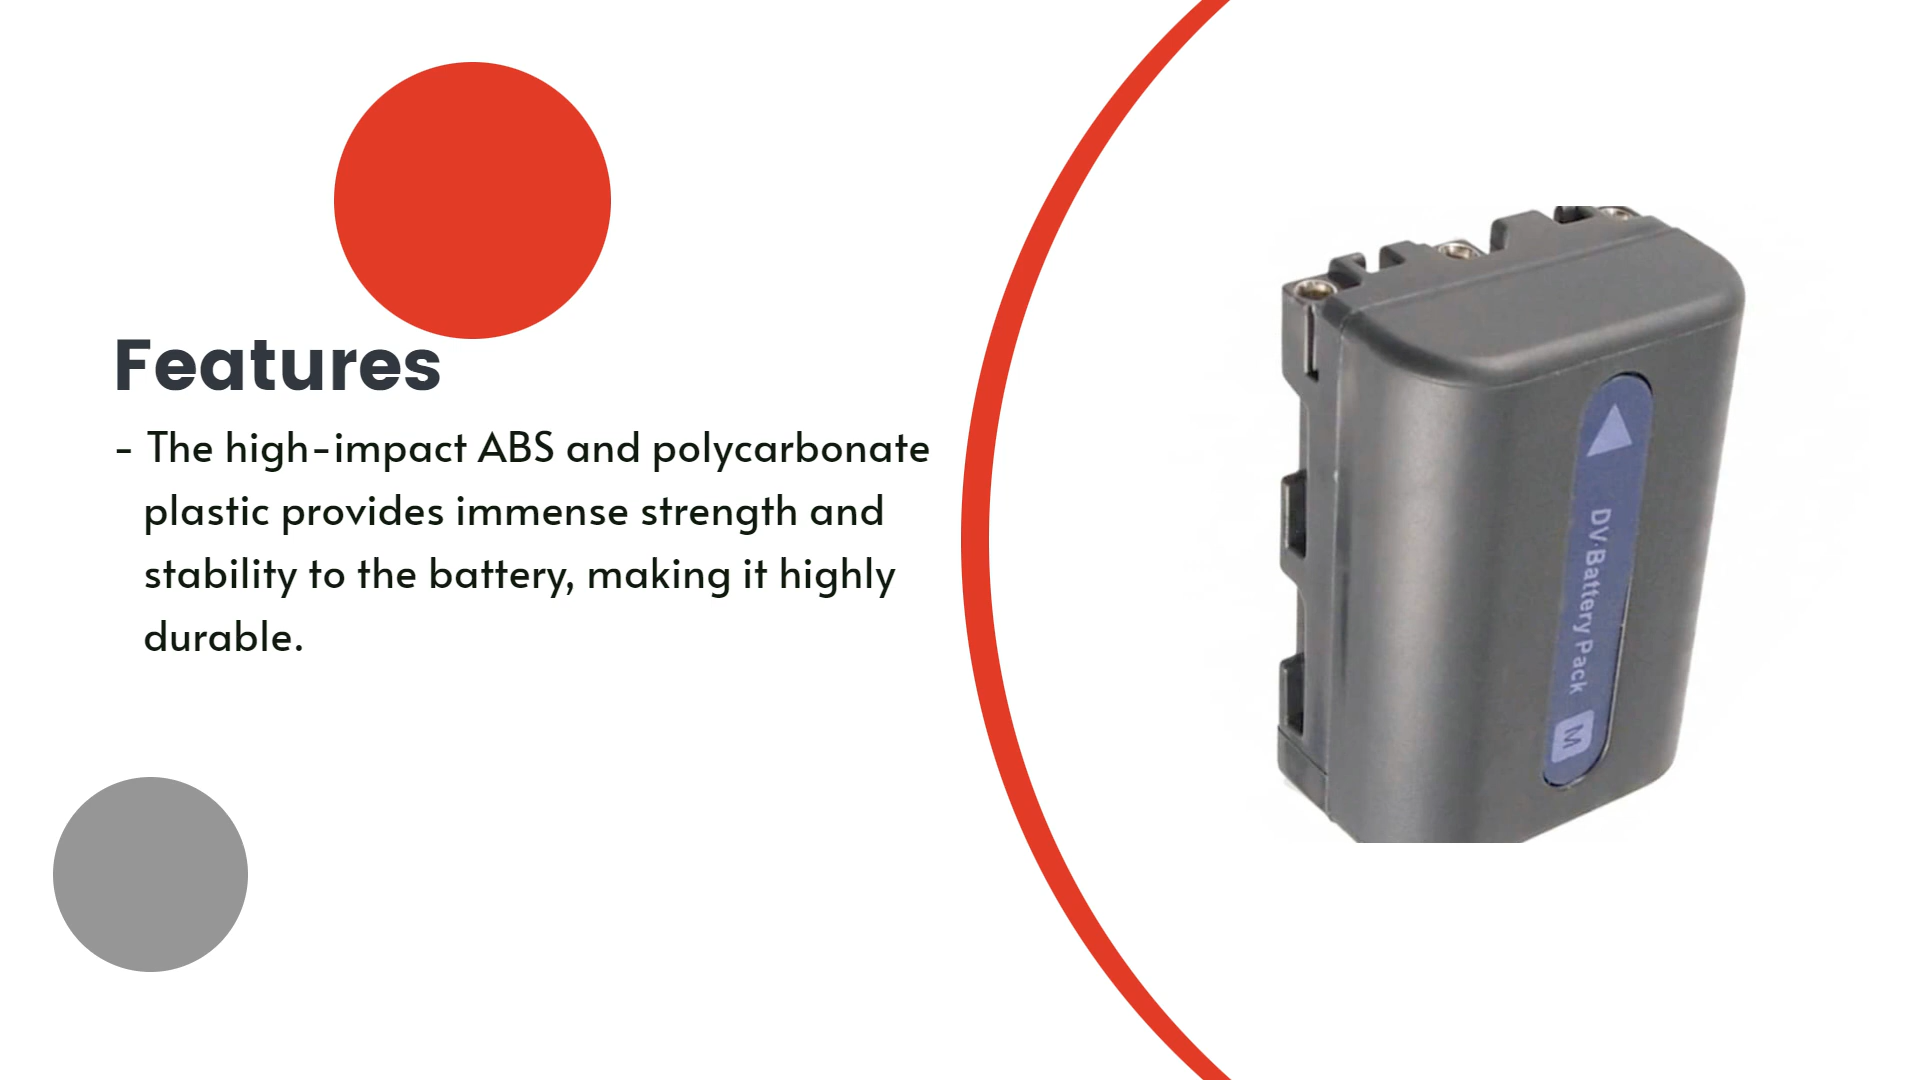 Features
- The high-impact ABS and polycarbonate
plastic provides immense strength and
stability to the battery, making it highly
durable.
DV·Battery Pack
M